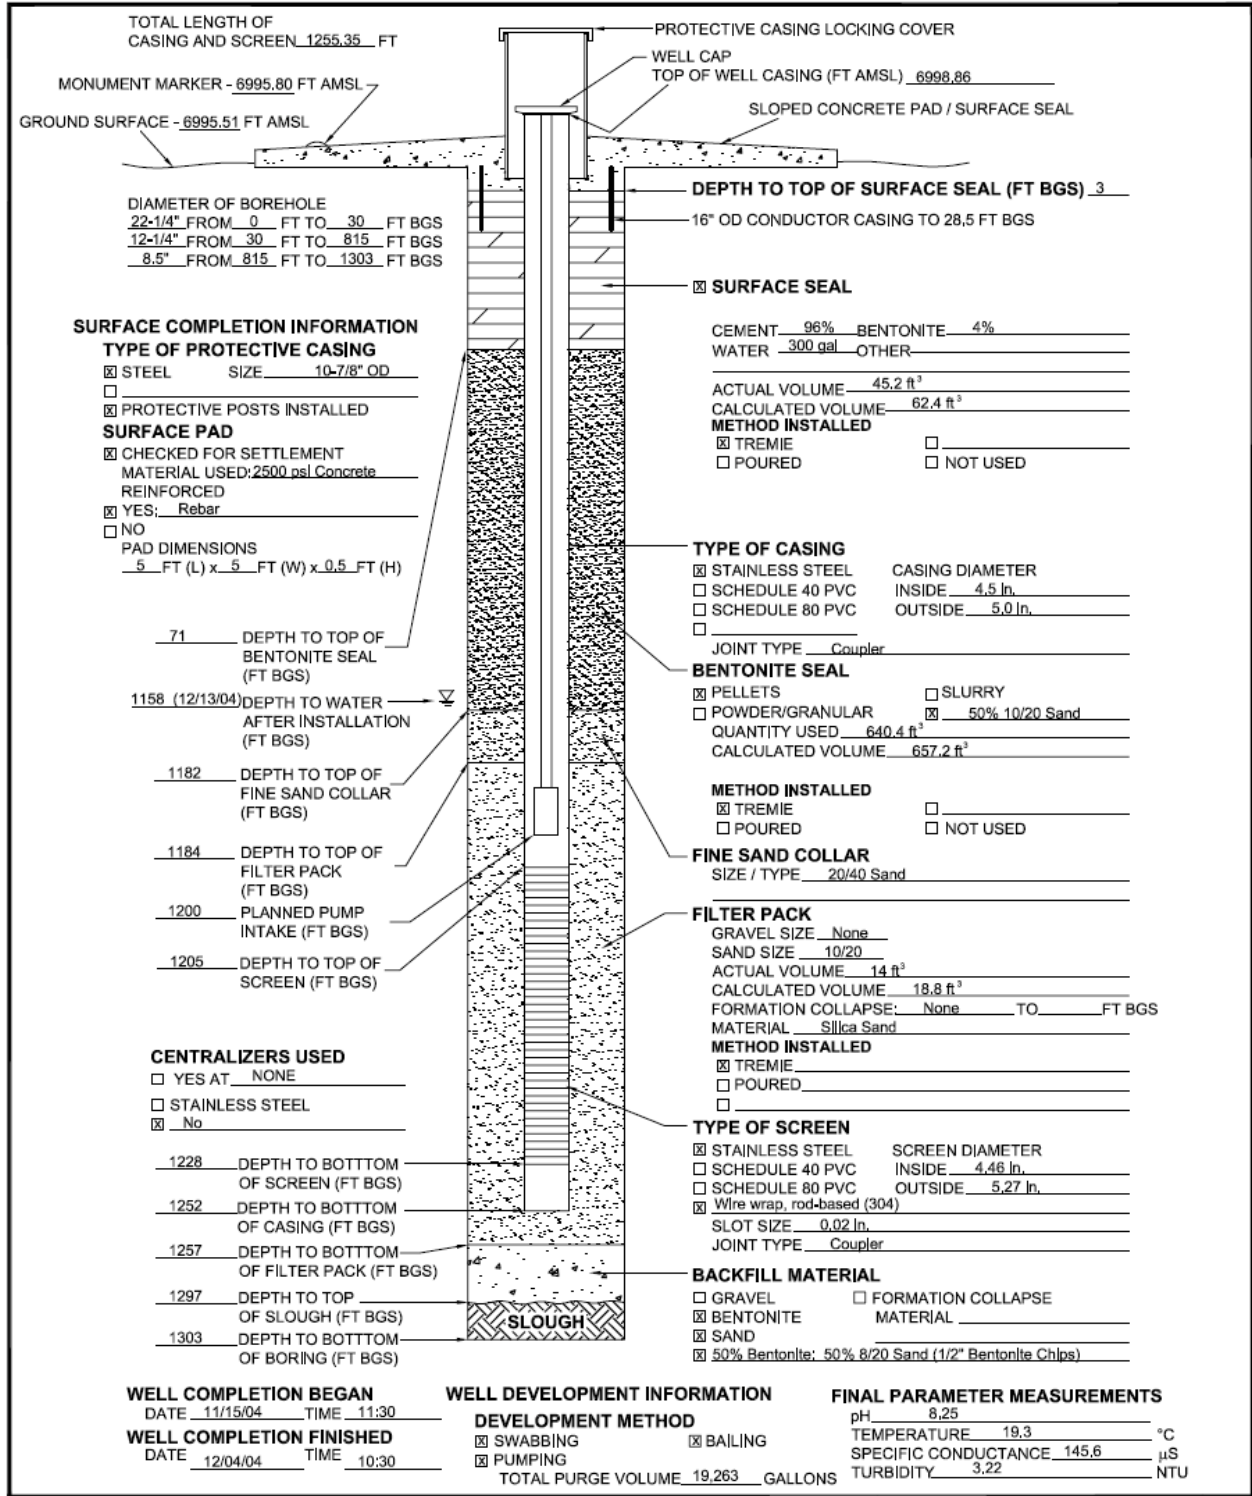 TOTAL LENGTH OF
CASING AND SCREEN 1255.35 FT
MONUMENT MARKER - 6995.80 FT AMSL
GROUND SURFACE - 6995.51 FT AMSL
PROTECTIVE CASING LOCKING COVER
WELL CAP
TOP OF WELL CASING (FT AMSL) 6998.86
SLOPED CONCRETE PAD / SURFACE SEAL
DIAMETER OF BOREHOLE
22-1/4" FROM 0 FT TO 30 FT BGS
12-1/4" FROM 30 FT TO 815 FT BGS
8.5" FROM 815 FT TO 1303 FT BGS
DEPTH TO TOP OF SURFACE SEAL (FT BGS) 3
16" OD CONDUCTOR CASING TO 28.5 FT BGS
SURFACE COMPLETION INFORMATION
TYPE OF PROTECTIVE CASING
☒ STEEL SIZE 10-7/8" OD
☐
☒ PROTECTIVE POSTS INSTALLED
SURFACE PAD
☒ CHECKED FOR SETTLEMENT
MATERIAL USED: 2500 psi Concrete
REINFORCED
☒ YES: Rebar
☐ NO
PAD DIMENSIONS
5 FT (L) x 5 FT (W) x 0.5 FT (H)
☒ SURFACE SEAL
CEMENT 96% BENTONITE 4%
WATER 300 gal OTHER
ACTUAL VOLUME 45.2 ft³
CALCULATED VOLUME 62.4 ft³
METHOD INSTALLED
☒ TREMIE ☐
☐ POURED ☐ NOT USED
TYPE OF CASING
☒ STAINLESS STEEL CASING DIAMETER
☐ SCHEDULE 40 PVC INSIDE 4.5 in.
☐ SCHEDULE 80 PVC OUTSIDE 5.0 in.
☐
JOINT TYPE Coupler
71 DEPTH TO TOP OF
BENTONITE SEAL
(FT BGS)
1158 (12/13/04) DEPTH TO WATER
AFTER INSTALLATION
(FT BGS)
1182 DEPTH TO TOP OF
FINE SAND COLLAR
(FT BGS)
1184 DEPTH TO TOP OF
FILTER PACK
(FT BGS)
1200 PLANNED PUMP
INTAKE (FT BGS)
1205 DEPTH TO TOP OF
SCREEN (FT BGS)
BENTONITE SEAL
☒ PELLETS ☐ SLURRY
☐ POWDER/GRANULAR ☒ 50% 10/20 Sand
QUANTITY USED 640.4 ft³
CALCULATED VOLUME 657.2 ft³
METHOD INSTALLED
☒ TREMIE ☐
☐ POURED ☐ NOT USED
FINE SAND COLLAR
SIZE / TYPE 20/40 Sand
FILTER PACK
GRAVEL SIZE None
SAND SIZE 10/20
ACTUAL VOLUME 14 ft³
CALCULATED VOLUME 18.8 ft³
FORMATION COLLAPSE: None TO FT BGS
MATERIAL Silica Sand
METHOD INSTALLED
☒ TREMIE
☐ POURED
☐
CENTRALIZERS USED
☐ YES AT NONE
☐ STAINLESS STEEL
☒ No
1228 DEPTH TO BOTTTOM
OF SCREEN (FT BGS)
1252 DEPTH TO BOTTTOM
OF CASING (FT BGS)
1257 DEPTH TO BOTTTOM
OF FILTER PACK (FT BGS)
1297 DEPTH TO TOP
OF SLOUGH (FT BGS)
1303 DEPTH TO BOTTTOM
OF BORING (FT BGS)
SLOUGH
TYPE OF SCREEN
☒ STAINLESS STEEL SCREEN DIAMETER
☐ SCHEDULE 40 PVC INSIDE 4.46 in.
☐ SCHEDULE 80 PVC OUTSIDE 5.27 in.
☒ Wire wrap, rod-based (304)
SLOT SIZE 0.02 in.
JOINT TYPE Coupler
BACKFILL MATERIAL
☐ GRAVEL ☐ FORMATION COLLAPSE
☒ BENTONITE MATERIAL
☒ SAND
☒ 50% Bentonite: 50% 8/20 Sand (1/2" Bentonite Chips)
WELL COMPLETION BEGAN
DATE 11/15/04 TIME 11:30
WELL COMPLETION FINISHED
DATE 12/04/04 TIME 10:30
WELL DEVELOPMENT INFORMATION
DEVELOPMENT METHOD
☒ SWABBING ☒ BAILING
☒ PUMPING
TOTAL PURGE VOLUME 19,263 GALLONS
FINAL PARAMETER MEASUREMENTS
pH 8.25
TEMPERATURE 19.3 °C
SPECIFIC CONDUCTANCE 145.6 µS
TURBIDITY 3.22 NTU